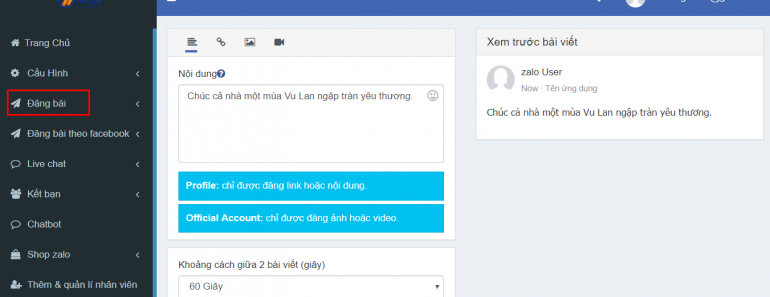 Trang Chủ
Cấu Hình
Đăng bài
Đăng bài theo facebook
Live chat
Kết bạn
Chatbot
Shop zalo
Thêm & quản lí nhân viên
Nội dung
Chúc cả nhà một mùa Vu Lan ngập tràn yêu thương.
Profile: chỉ được đăng link hoặc nội dung.
Official Account: chỉ được đăng ảnh hoặc video.
Khoảng cách giữa 2 bài viết (giây)
60 Giây
Xem trước bài viết
zalo User
Now · Tên ứng dụng
Chúc cả nhà một mùa Vu Lan ngập tràn yêu thương.